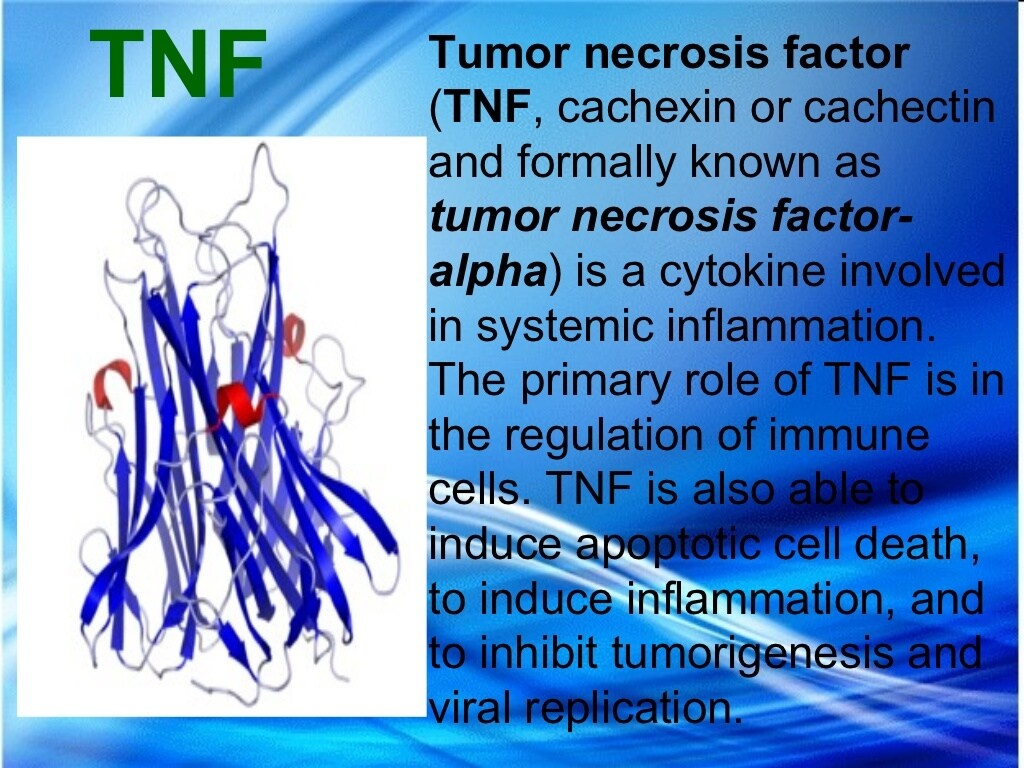 TNF
Tumor necrosis factor
(TNF, cachexin or cachectin
and formally known as
tumor necrosis factor-
alpha) is a cytokine involved
in systemic inflammation.
The primary role of TNF is in
the regulation of immune
cells. TNF is also able to
induce apoptotic cell death,
to induce inflammation, and
to inhibit tumorigenesis and
viral replication.